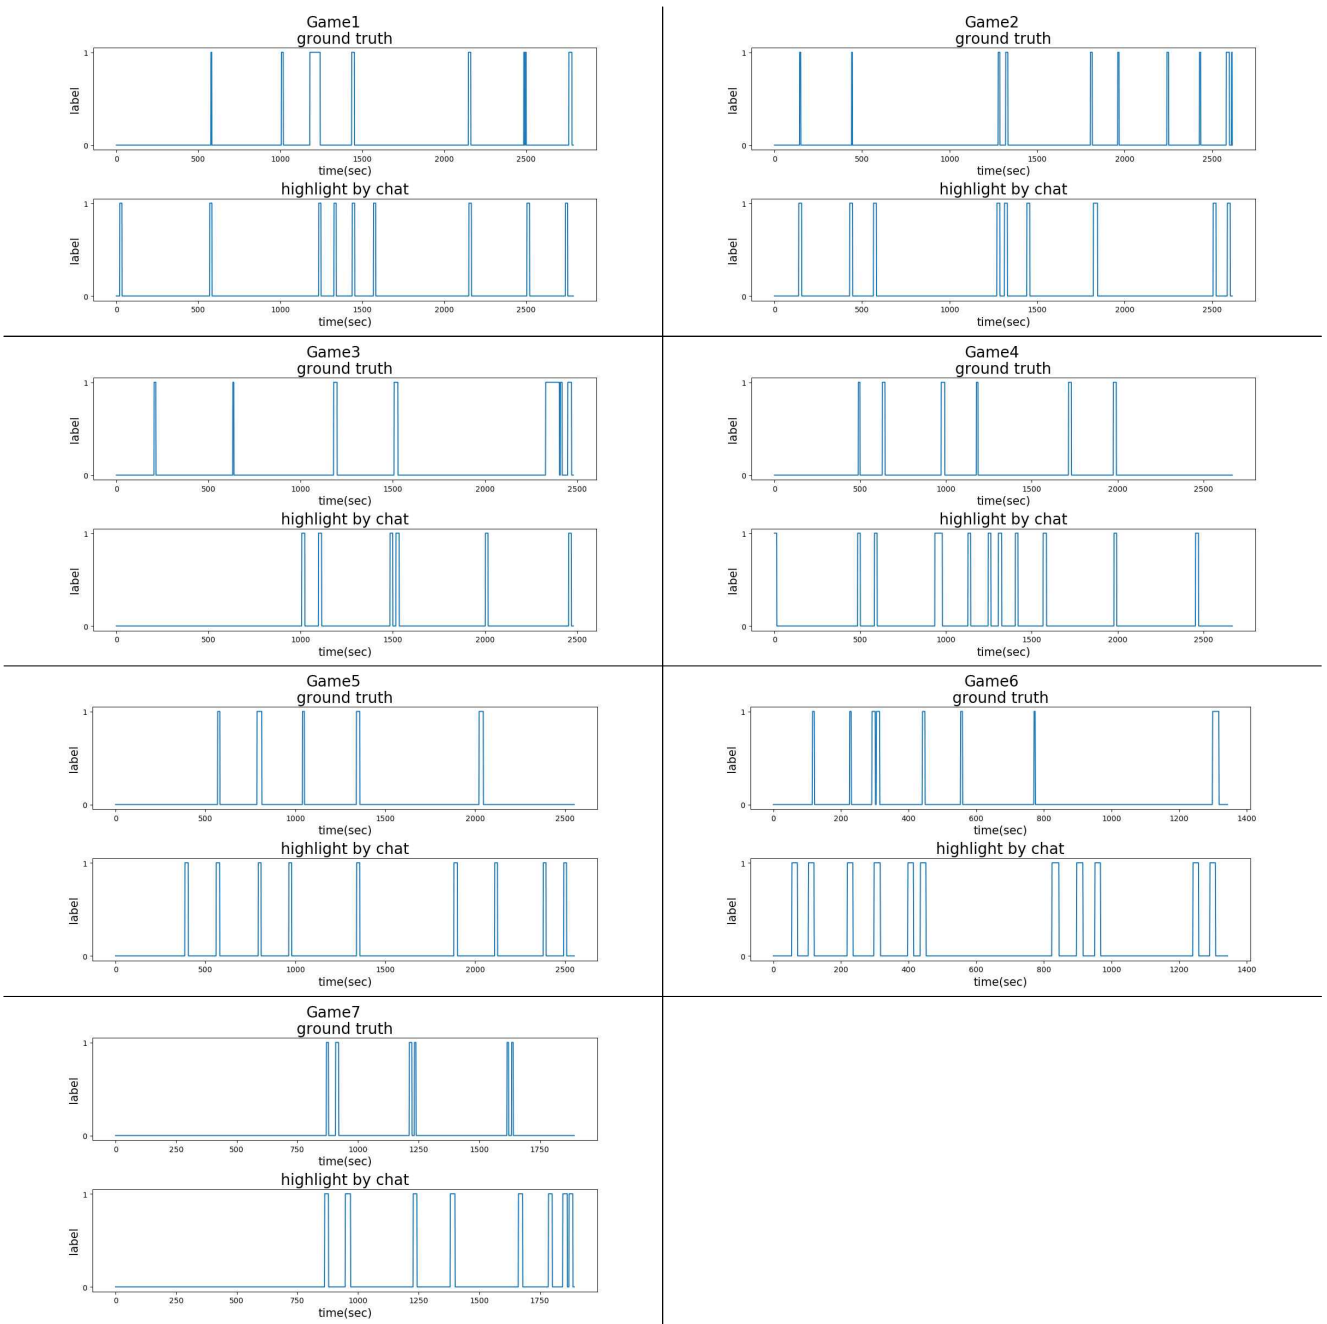 Game1
ground truth
1
label
0
0 500 1000 1500 2000 2500
time(sec)
highlight by chat
1
label
0
0 500 1000 1500 2000 2500
time(sec)
Game2
ground truth
1
label
0
0 500 1000 1500 2000 2500
time(sec)
highlight by chat
1
label
0
0 500 1000 1500 2000 2500
time(sec)
Game3
ground truth
1
label
0
0 500 1000 1500 2000 2500
time(sec)
highlight by chat
1
label
0
0 500 1000 1500 2000 2500
time(sec)
Game4
ground truth
1
label
0
0 500 1000 1500 2000 2500
time(sec)
highlight by chat
1
label
0
0 500 1000 1500 2000 2500
time(sec)
Game5
ground truth
1
label
0
0 500 1000 1500 2000 2500
time(sec)
highlight by chat
1
label
0
0 500 1000 1500 2000 2500
time(sec)
Game6
ground truth
1
label
0
0 200 400 600 800 1000 1200 1400
time(sec)
highlight by chat
1
label
0
0 200 400 600 800 1000 1200 1400
time(sec)
Game7
ground truth
1
label
0
0 250 500 750 1000 1250 1500 1750
time(sec)
highlight by chat
1
label
0
0 250 500 750 1000 1250 1500 1750
time(sec)